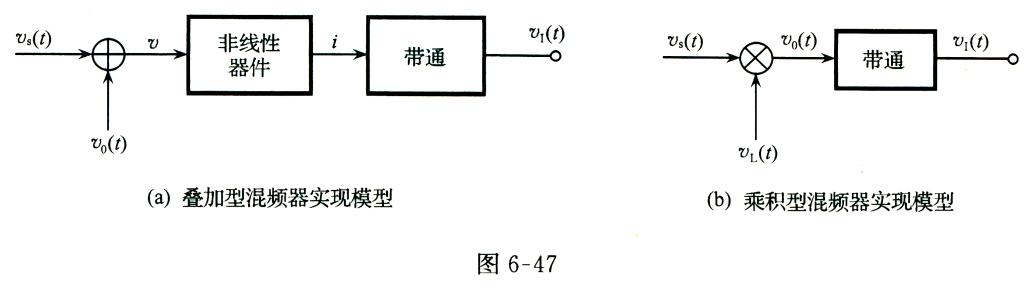 v_s(t) v 非线性器件 i 带通 v_I(t)
v_0(t)
(a) 叠加型混频器实现模型
v_s(t) v_0(t) 带通 v_I(t)
v_L(t)
(b) 乘积型混频器实现模型
图 6-47